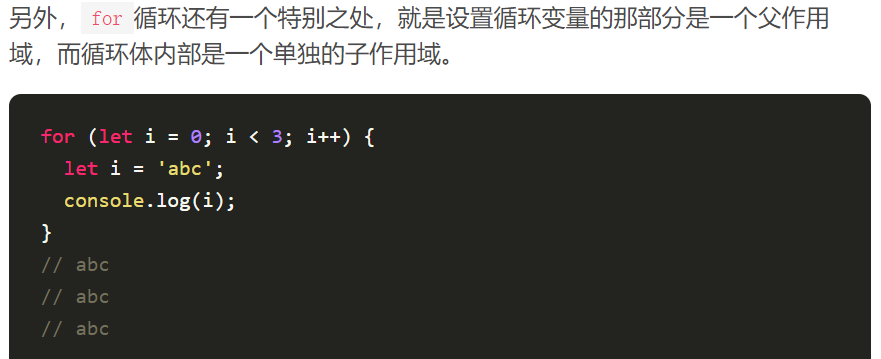 另外， for 循环还有一个特别之处，就是设置循环变量的那部分是一个父作用
域，而循环体内部是一个单独的子作用域。
for (let i = 0; i < 3; i++) {
  let i = 'abc';
  console.log(i);
}
// abc
// abc
// abc